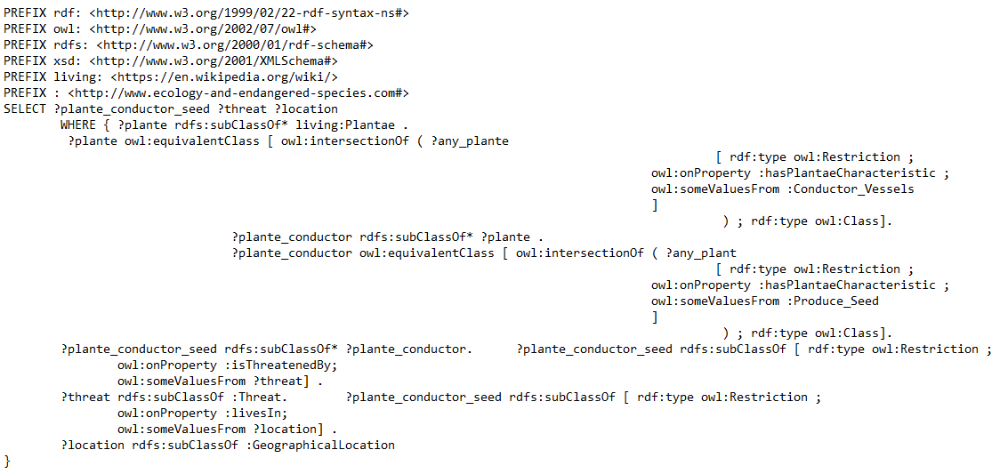 PREFIX rdf: <http://www.w3.org/1999/02/22-rdf-syntax-ns#>
PREFIX owl: <http://www.w3.org/2002/07/owl#>
PREFIX rdfs: <http://www.w3.org/2000/01/rdf-schema#>
PREFIX xsd: <http://www.w3.org/2001/XMLSchema#>
PREFIX living: <https://en.wikipedia.org/wiki/>
PREFIX : <http://www.ecology-and-endangered-species.com#>
SELECT ?plante_conductor_seed ?threat ?location
WHERE { ?plante rdfs:subClassOf* living:Plantae .
?plante owl:equivalentClass [ owl:intersectionOf ( ?any_plante
[ rdf:type owl:Restriction ;
owl:onProperty :hasPlantaeCharacteristic ;
owl:someValuesFrom :Conductor_Vessels
]
) ; rdf:type owl:Class].
?plante_conductor rdfs:subClassOf* ?plante .
?plante_conductor owl:equivalentClass [ owl:intersectionOf ( ?any_plant
[ rdf:type owl:Restriction ;
owl:onProperty :hasPlantaeCharacteristic ;
owl:someValuesFrom :Produce_Seed
]
) ; rdf:type owl:Class].
?plante_conductor_seed rdfs:subClassOf* ?plante_conductor. ?plante_conductor_seed rdfs:subClassOf [ rdf:type owl:Restriction ;
owl:onProperty :isThreatenedBy;
owl:someValuesFrom ?threat] .
?threat rdfs:subClassOf :Threat. ?plante_conductor_seed rdfs:subClassOf [ rdf:type owl:Restriction ;
owl:onProperty :livesIn;
owl:someValuesFrom ?location] .
?location rdfs:subClassOf :GeographicalLocation
}